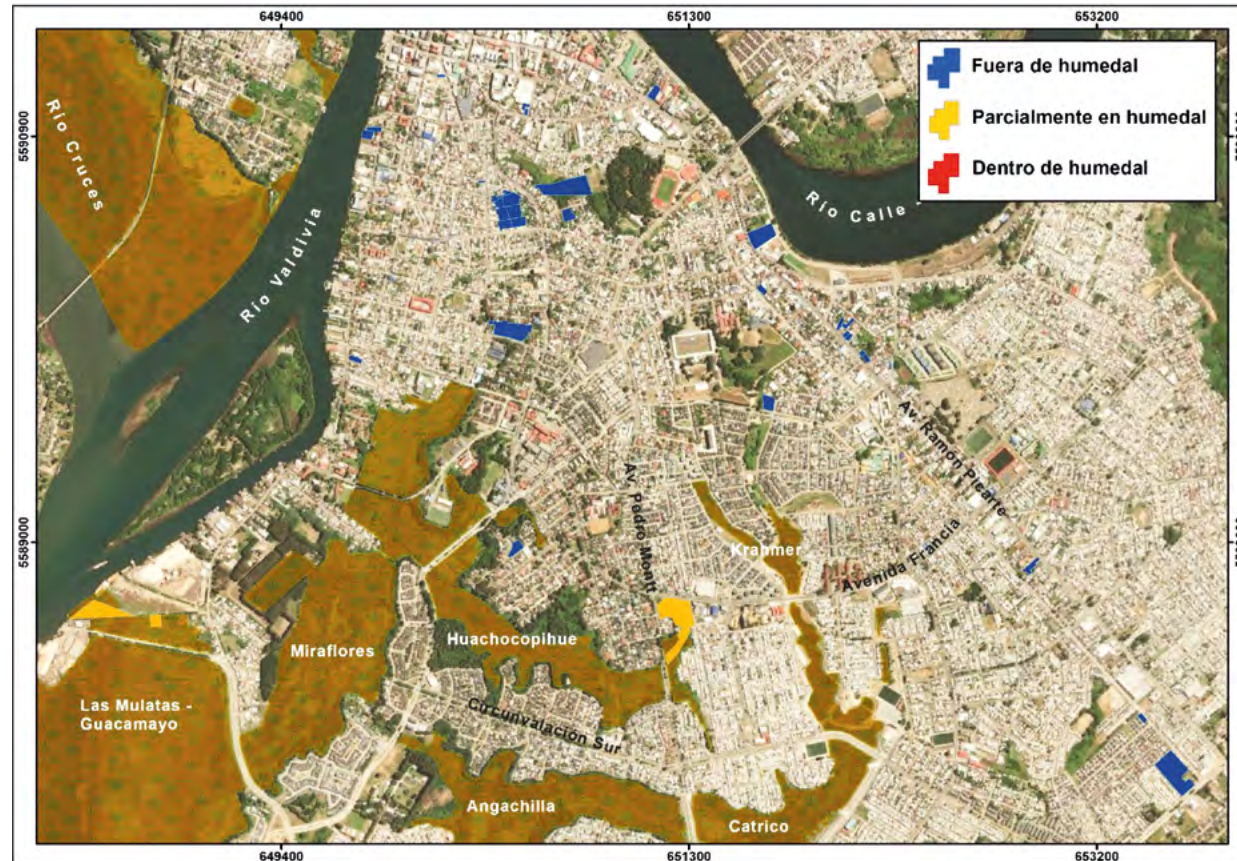 649400
651300
653200
Fuera de humedal
Parcialmente en humedal
Dentro de humedal
5590900
Río Cruces
Río Valdivia
Río Calle
Av. Ramón Picarte
Av. Pedro Montt
5589000
Krahmer
Avenida Francia
Huachocopihue
Miraflores
Las Mulatas -
Guacamayo
Circunvalación Sur
Angachilla
Catrico
649400
651300
653200